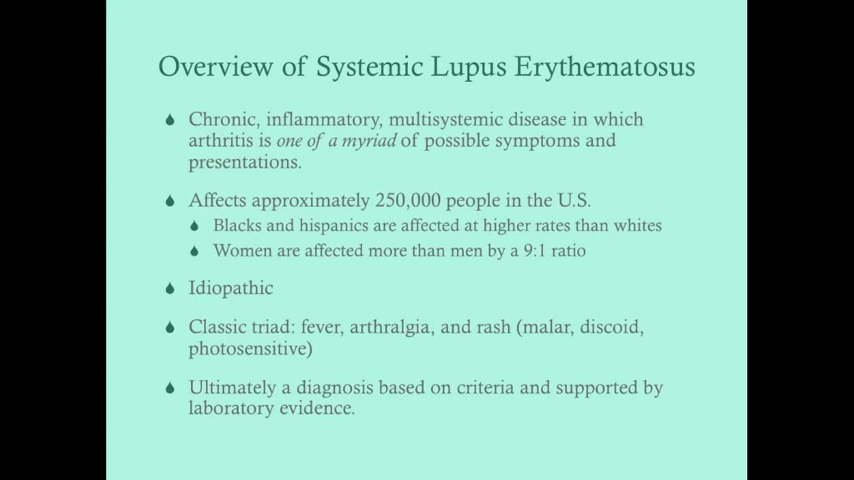 Overview of Systemic Lupus Erythematosus
Chronic, inflammatory, multisystemic disease in which
arthritis is one of a myriad of possible symptoms and
presentations.
Affects approximately 250,000 people in the U.S.
Blacks and hispanics are affected at higher rates than whites
Women are affected more than men by a 9:1 ratio
Idiopathic
Classic triad: fever, arthralgia, and rash (malar, discoid,
photosensitive)
Ultimately a diagnosis based on criteria and supported by
laboratory evidence.